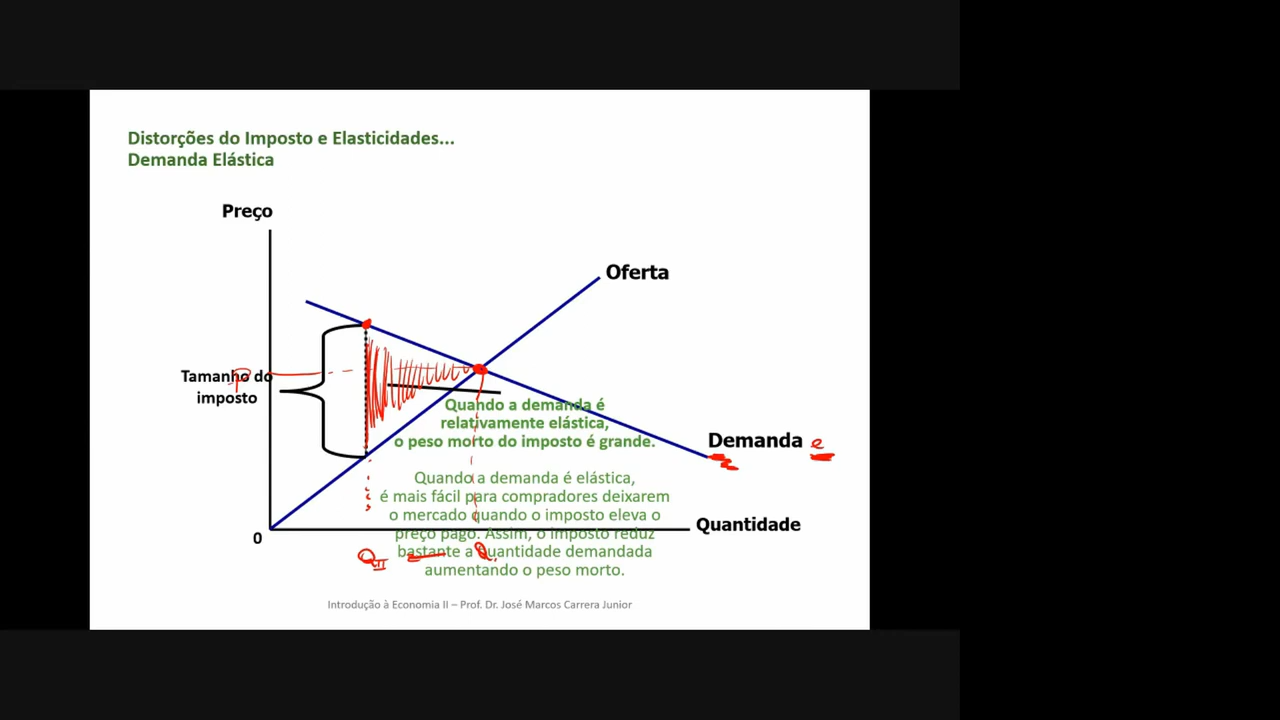 Distorções do Imposto e Elasticidades...
Demanda Elástica
Preço
Oferta
Tamanho do
imposto
P
Quando a demanda é
relativamente elástica,
o peso morto do imposto é grande.
Demanda e
Quando a demanda é elástica,
é mais fácil para compradores deixarem
o mercado quando o imposto eleva o
preço pago. Assim, o imposto reduz
bastante a quantidade demandada
aumentando o peso morto.
Quantidade
0
QII
Q
Introdução à Economia II – Prof. Dr. José Marcos Carrera Junior